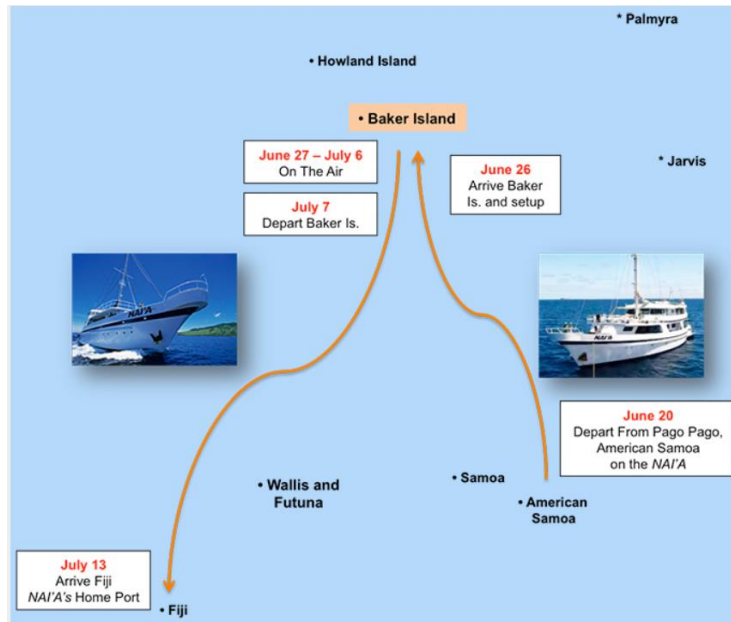 * Palmyra
• Howland Island
• Baker Island
June 27 – July 6
On The Air
July 7
Depart Baker Is.
June 26
Arrive Baker
Is. and setup
* Jarvis
NAI'A
NAI'A
June 20
Depart From Pago Pago,
American Samoa
on the NAI'A
• Wallis and
Futuna
• Samoa
• American
Samoa
July 13
Arrive Fiji
NAI'A's Home Port
• Fiji